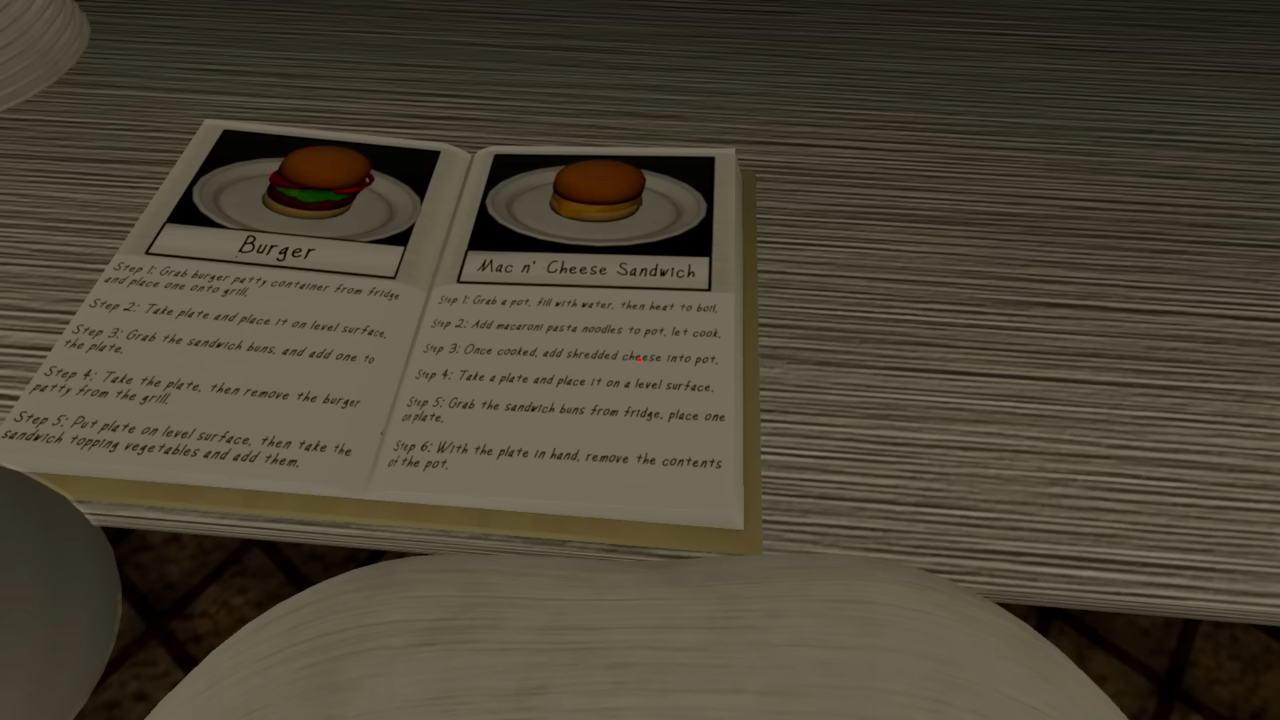 Burger
Step 1: Grab burger patty container from fridge
and place one onto grill.
Step 2: Take plate and place it on level surface.
Step 3: Grab the sandwich buns, and add one to
the plate.
Step 4: Take the plate, then remove the burger
patty from the grill.
Step 5: Put plate on level surface, then take the
sandwich topping vegetables and add them.
Mac n' Cheese Sandwich
Step 1: Grab a pot, fill with water, then heat to boil.
Step 2: Add macaroni pasta noodles to pot, let cook.
Step 3: Once cooked, add shredded cheese into pot.
Step 4: Take a plate and place it on a level surface.
Step 5: Grab the sandwich buns from fridge, place one
on plate.
Step 6: With the plate in hand, remove the contents
of the pot.